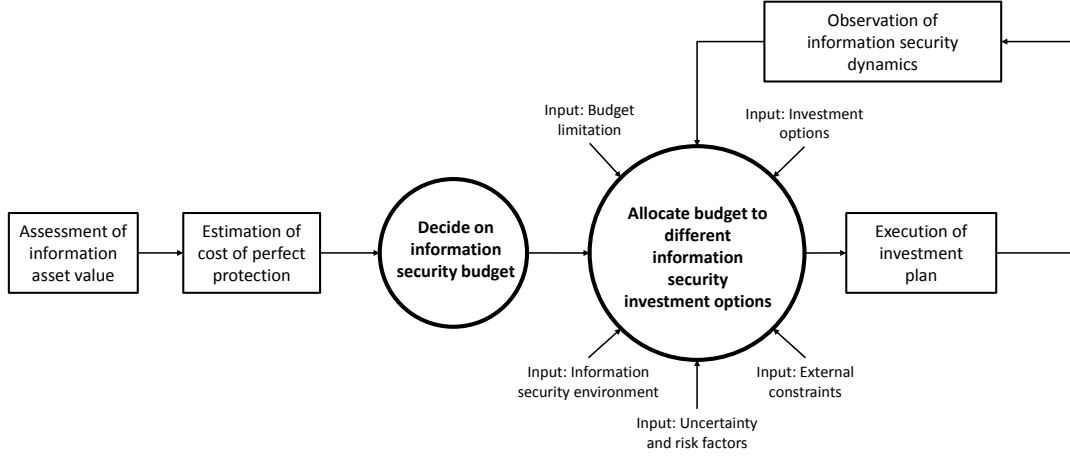 Observation of
information security
dynamics
Input: Budget
limitation
Input: Investment
options
Assessment of
information
asset value
Estimation of
cost of perfect
protection
Decide on
information
security budget
Allocate budget to
different
information
security
investment options
Execution of
investment
plan
Input: Information
security environment
Input: External
constraints
Input: Uncertainty
and risk factors